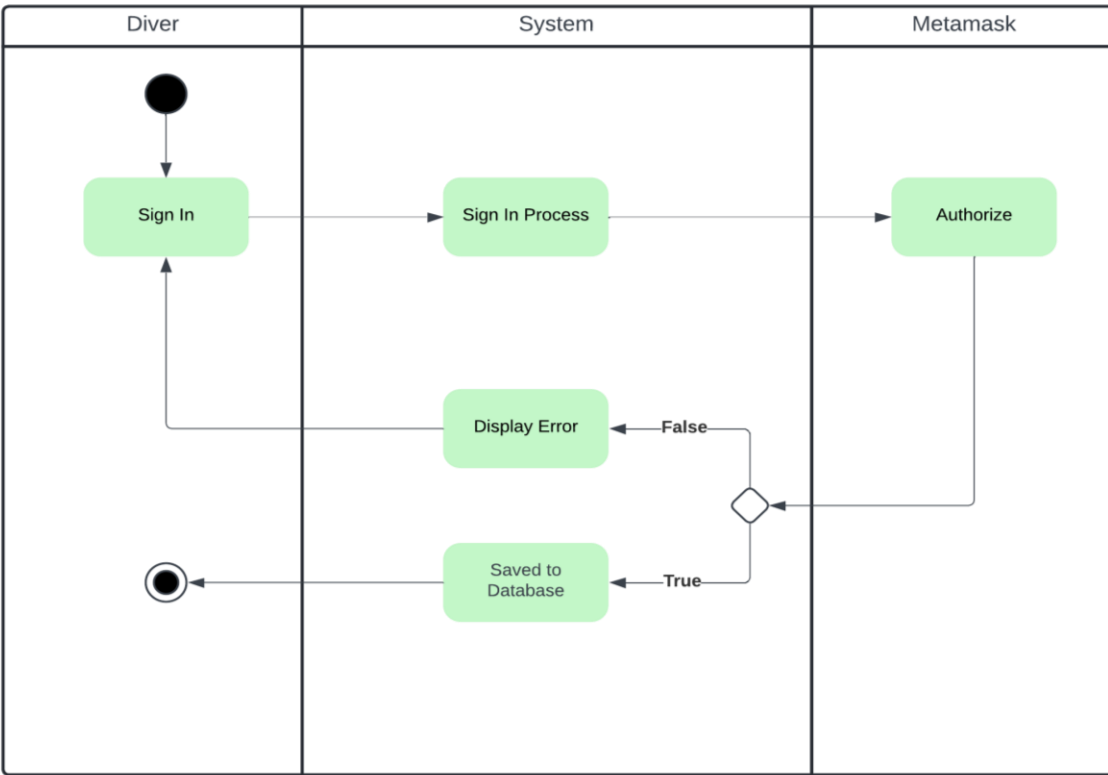 Diver
System
Metamask
Sign In
Sign In Process
Authorize
Display Error
False
Saved to
Database
True